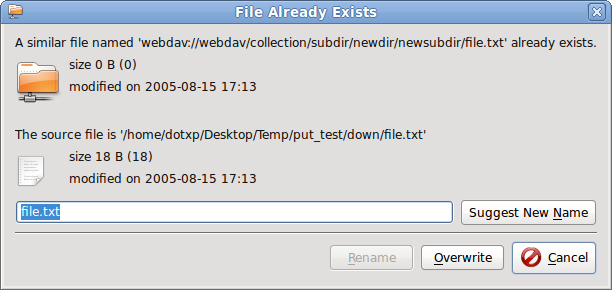 File Already Exists
A similar file named 'webdav://webdav/collection/subdir/newdir/newsubdir/file.txt' already exists.
size 0 B (0)
modified on 2005-08-15 17:13
The source file is '/home/dotxp/Desktop/Temp/put_test/down/file.txt'
size 18 B (18)
modified on 2005-08-15 17:13
file.txt Suggest New Name
Rename Overwrite Cancel